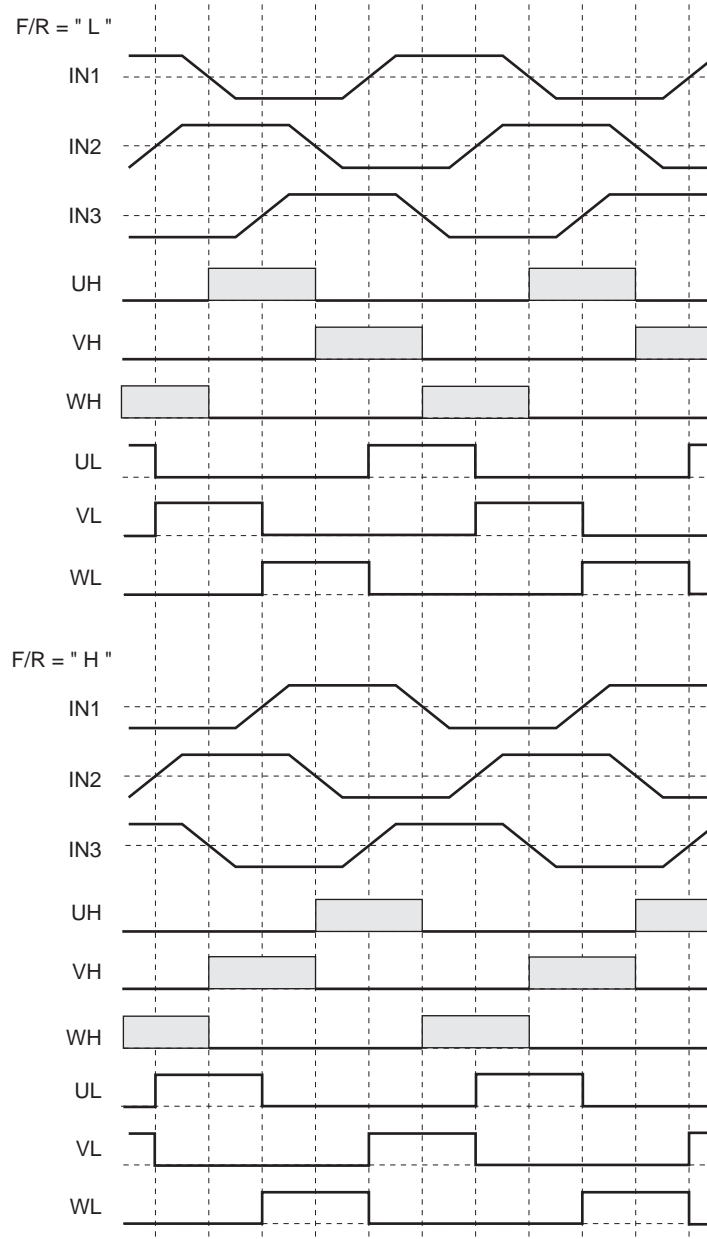 F/R = " L "
IN1
IN2
IN3
UH
VH
WH
UL
VL
WL
F/R = " H "
IN1
IN2
IN3
UH
VH
WH
UL
VL
WL